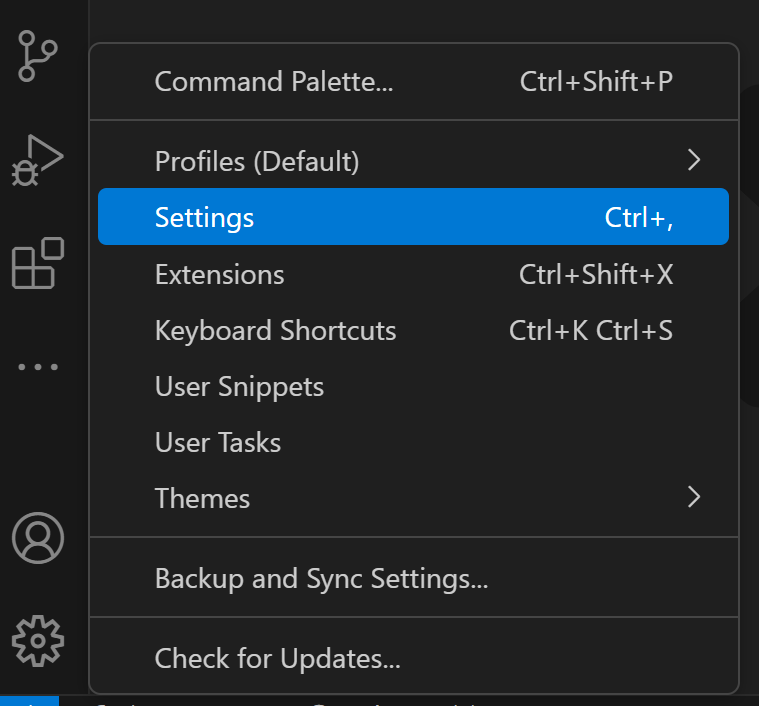 Command Palette... Ctrl+Shift+P
Profiles (Default)
Settings Ctrl+,
Extensions Ctrl+Shift+X
Keyboard Shortcuts Ctrl+K Ctrl+S
User Snippets
User Tasks
Themes
Backup and Sync Settings...
Check for Updates...